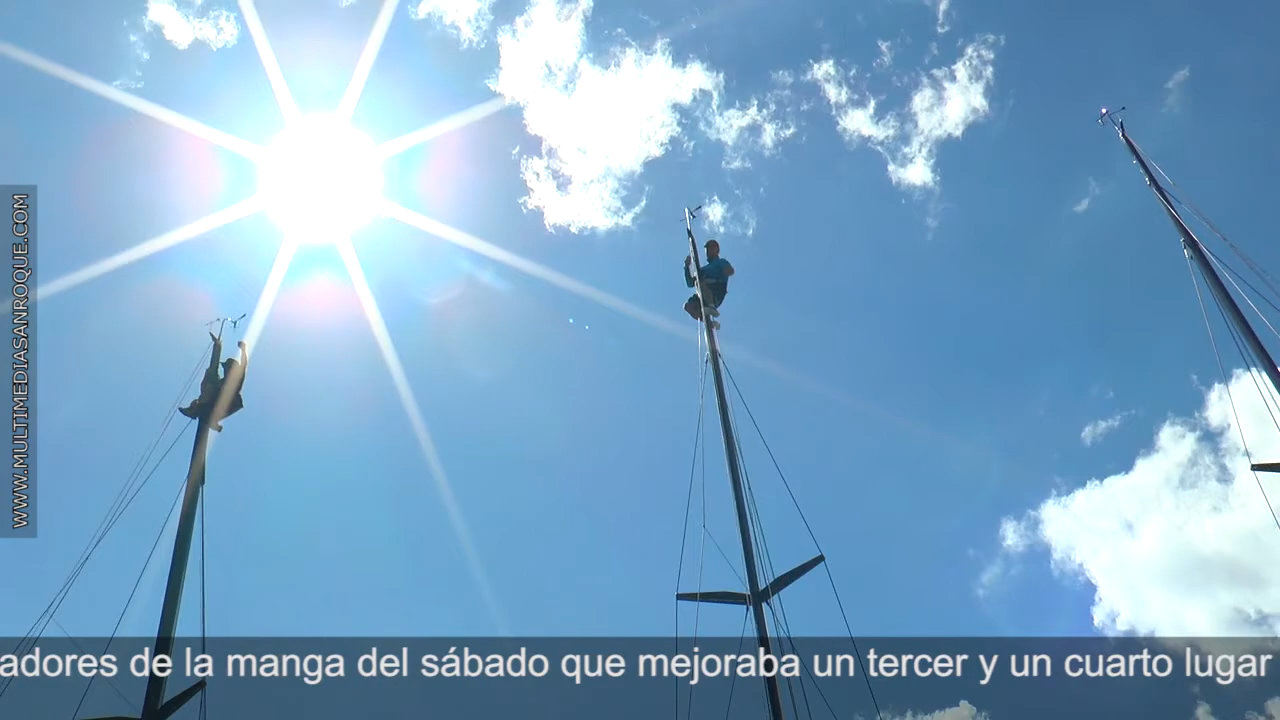 WWW.MULTIMEDIASANROQUE.COM
adores de la manga del sábado que mejoraba un tercer y un cuarto lugar